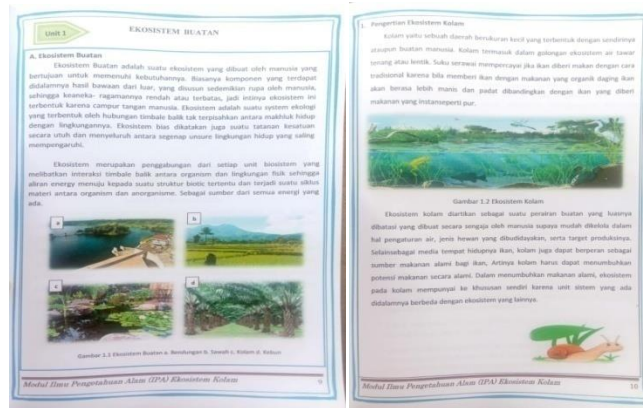 Unit 1
EKOSISTEM BUATAN
A. Ekosistem Buatan
Ekosistem Buatan adalah suatu ekosistem yang dibuat oleh manusia yang
bertujuan untuk memenuhi kebutuhannya. Biasanya komponen yang terdapat
didalamnya hasil bawaan dari luar, yang disusun sedemikian rupa oleh manusia,
sehingga keaneka- ragamannya rendah atau terbatas, jadi intinya ekosistem ini
terbentuk karena campur tangan manusia. Ekosistem adalah suatu system ekologi
yang terbentuk oleh hubungan timbale balik tak terpisahkan antara makhluk hidup
dengan lingkungannya. Ekosistem bias dikatakan juga suatu tatanan kesatuan
secara utuh dan menyeluruh antara segenap unsure lingkungan hidup yang saling
mempengaruhi.
Ekosistem merupakan penggabungan dari setiap unit biosistem yang
melibatkan interaksi timbale balik antara organism dan lingkungan fisik sehingga
aliran energy menuju kepada suatu struktur biotic tertentu dan terjadi suatu siklus
materi antara organism dan anorganisme. Sebagai sumber dari semua energi yang
ada.
a
b
c
d
Gambar 1.1 Ekosistem Buatan a. Bendungan b. Sawah c. Kolam d. Kebun
Modul Ilmu Pengetahuan Alam (IPA) Ekosistem Kolam
9
1. Pengertian Ekosistem Kolam
Kolam yaitu sebuah daerah berukuran kecil yang terbentuk dengan sendirinya
ataupun buatan manusia. Kolam termasuk dalam golongan ekosistem air tawar
tenang atau lentik. Suku serawai mempercayai jika ikan diberi makan dengan cara
tradisional karena bila memberi ikan dengan makanan yang organik daging ikan
akan berasa lebih manis dan padat dibandingkan dengan ikan yang diberi
makanan yang instanseperti pur.
Gambar 1.2 Ekosistem Kolam
Ekosistem kolam diartikan sebagai suatu perairan buatan yang luasnya
dibatasi yang dibuat secara sengaja oleh manusia supaya mudah dikelola dalam
hal pengaturan air, jenis hewan yang dibudidayakan, serta target produksinya.
Selainsebagai media tempat hidupnya ikan, kolam juga dapat berperan sebagai
sumber makanan alami bagi ikan, Artinya kolam harus dapat menumbuhkan
potensi makanan secara alami. Dalam menumbuhkan makanan alami, ekosistem
pada kolam mempunyai ke khususan sendiri karena unit sistem yang ada
didalamnya berbeda dengan ekosistem yang lainnya.
Modul Ilmu Pengetahuan Alam (IPA) Ekosistem Kolam
10